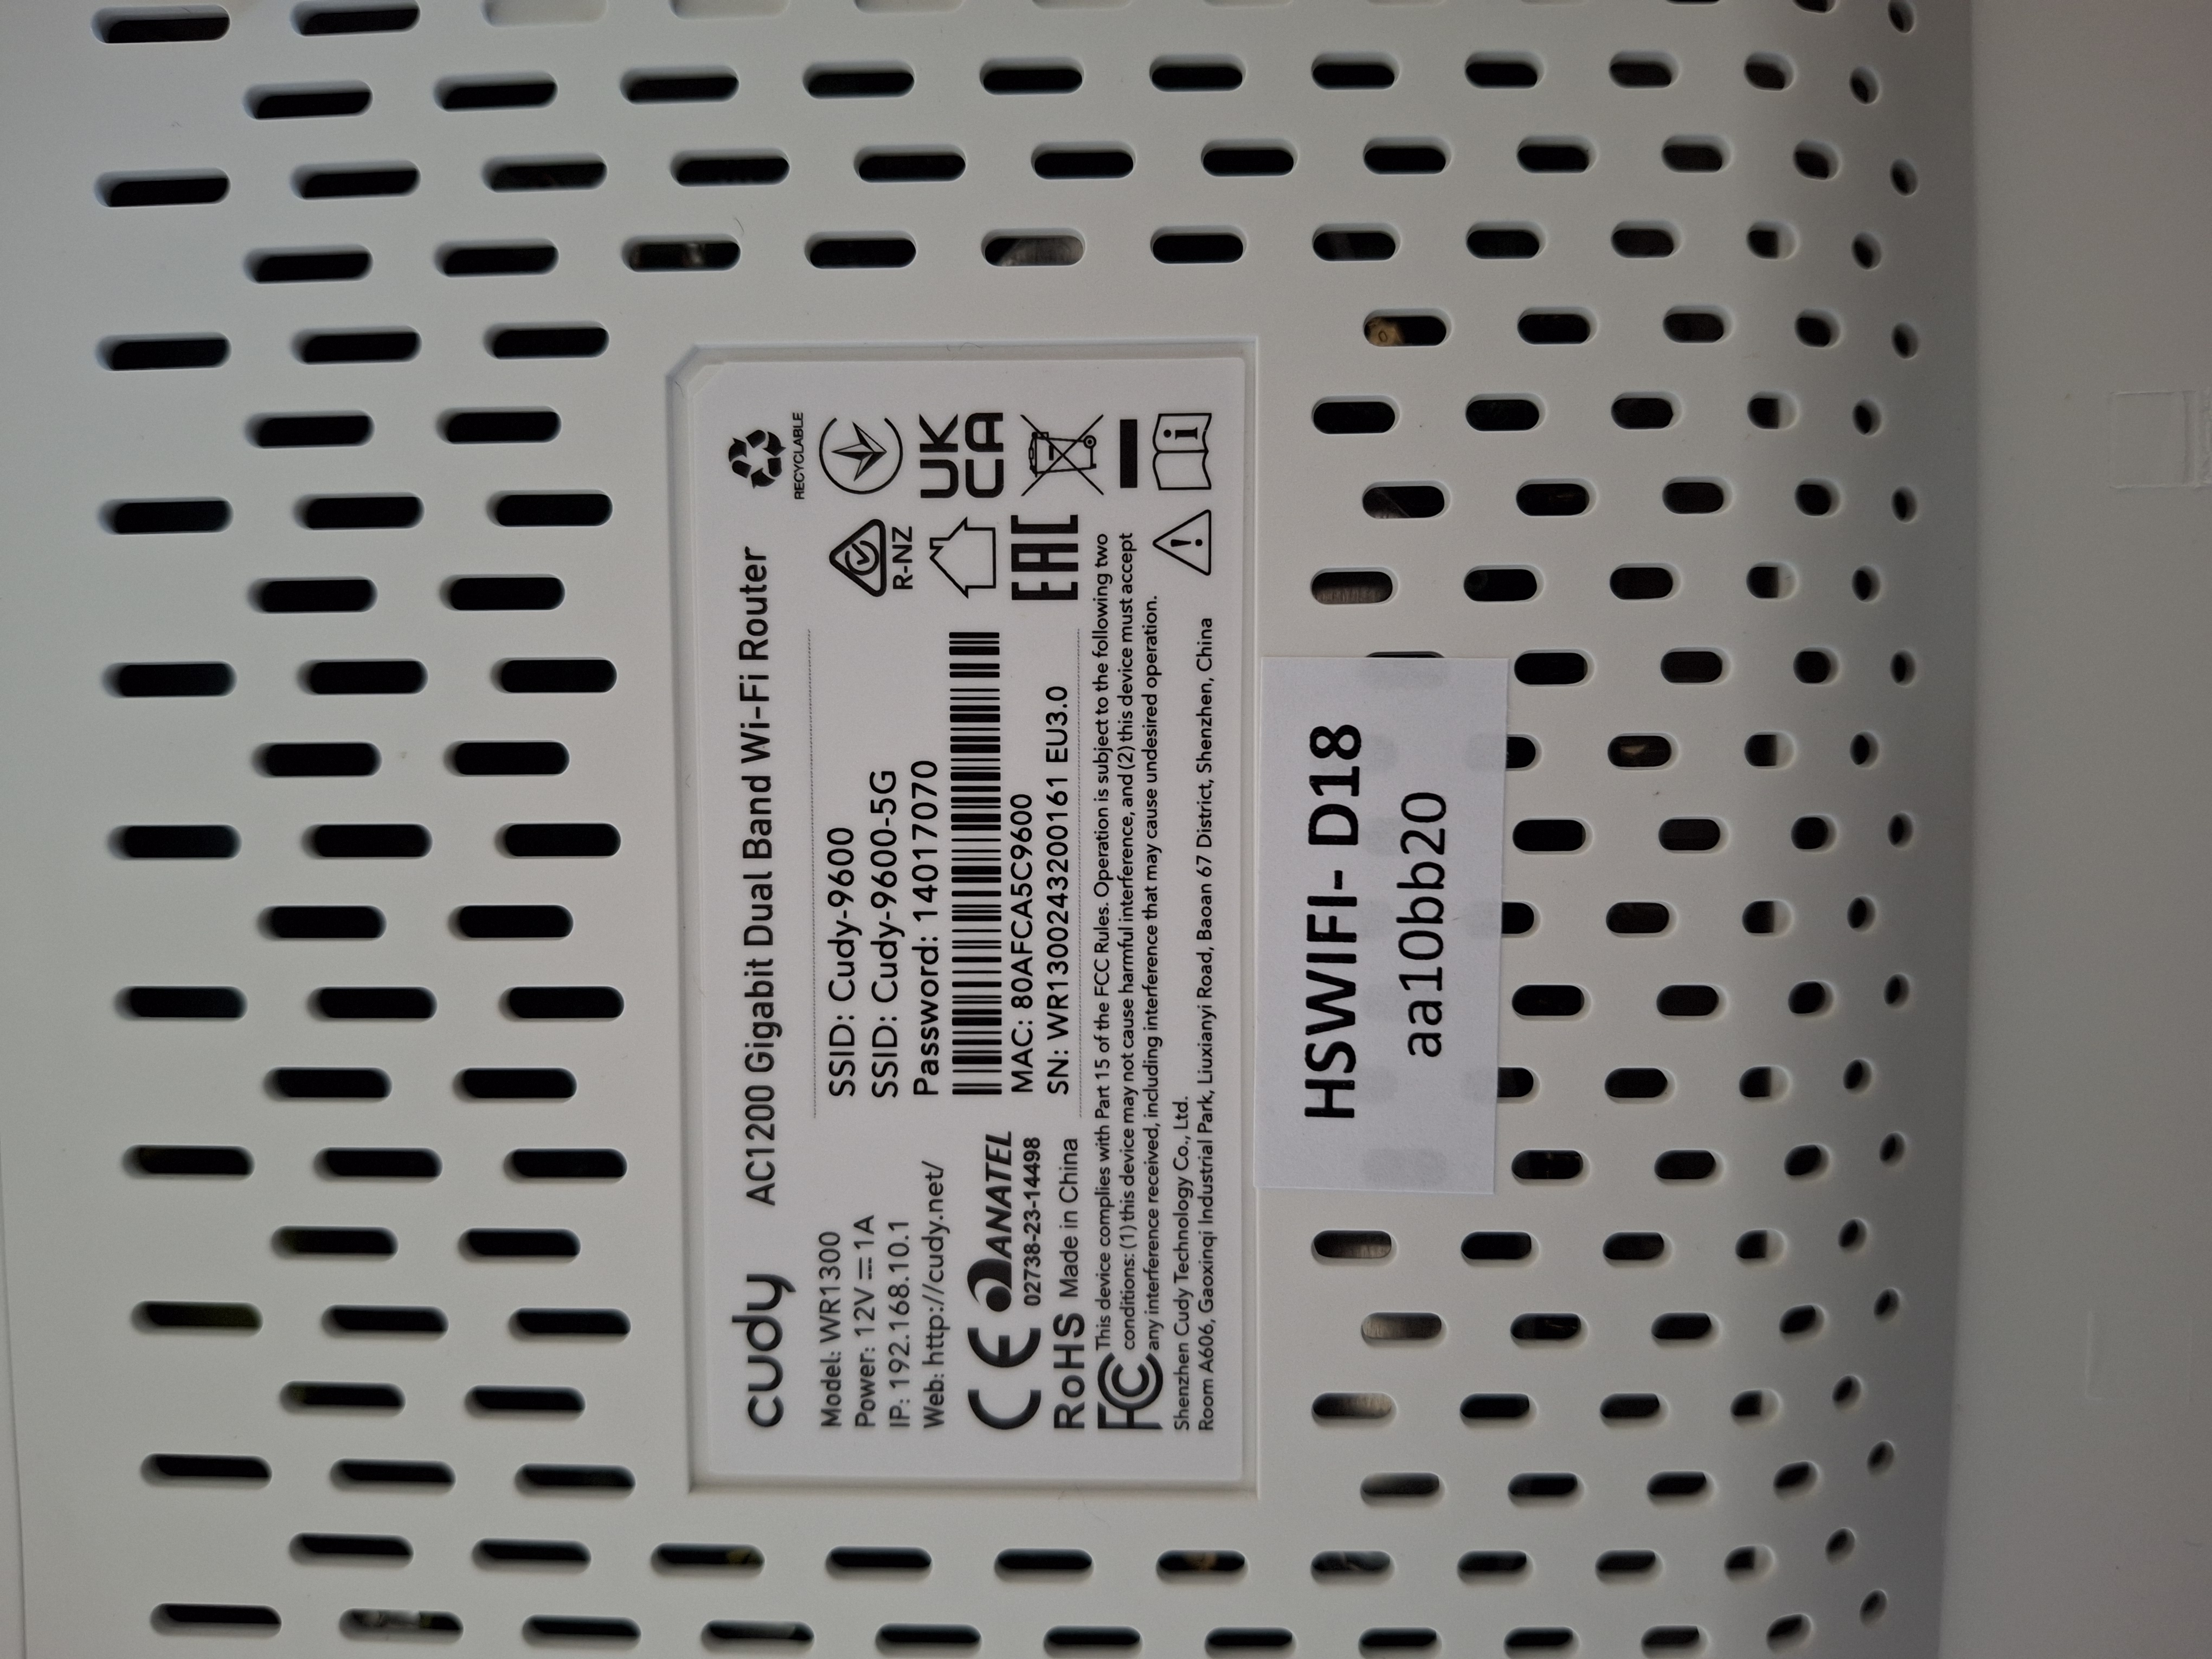 cudy AC1200 Gigabit Dual Band Wi-Fi Router
RECYCLABLE
Model: WR1300
Power: 12V⎓1A
IP: 192.168.10.1
Web: http://cudy.net/
SSID: Cudy-9600
SSID: Cudy-9600-5G
Password: 14017070
MAC: 80AFCA5C9600
SN: WR13002432200161 EU3.0
CE
ANATEL
02738-23-14498
RoHS Made in China
R-NZ
UK
CA
EAC
FC
This device complies with Part 15 of the FCC Rules. Operation is subject to the following two
conditions: (1) this device may not cause harmful interference, and (2) this device must accept
any interference received, including interference that may cause undesired operation.
Shenzhen Cudy Technology Co., Ltd.
Room A606, Gaoxinqi Industrial Park, Liuxianyi Road, Baoan 67 District, Shenzhen, China
HSWIFI- D18
aa10bb20